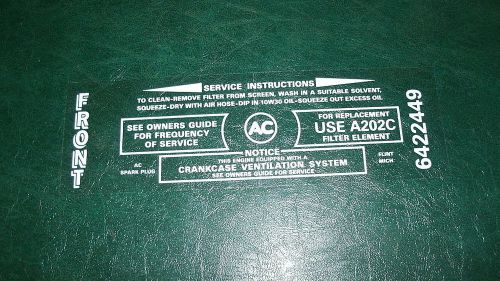 FRONT
SERVICE INSTRUCTIONS
TO CLEAN-REMOVE FILTER FROM SCREEN, WASH IN A SUITABLE SOLVENT,
SQUEEZE-DRY WITH AIR HOSE-DIP IN 10W30 OIL-SQUEEZE OUT EXCESS OIL
SEE OWNERS GUIDE
FOR FREQUENCY
OF SERVICE
AC
FOR REPLACEMENT
USE A202C
FILTER ELEMENT
NOTICE
THIS ENGINE EQUIPPED WITH A
CRANKCASE VENTILATION SYSTEM
SEE OWNERS GUIDE FOR SERVICE
AC
SPARK PLUG
FLINT
MICH.
6422449